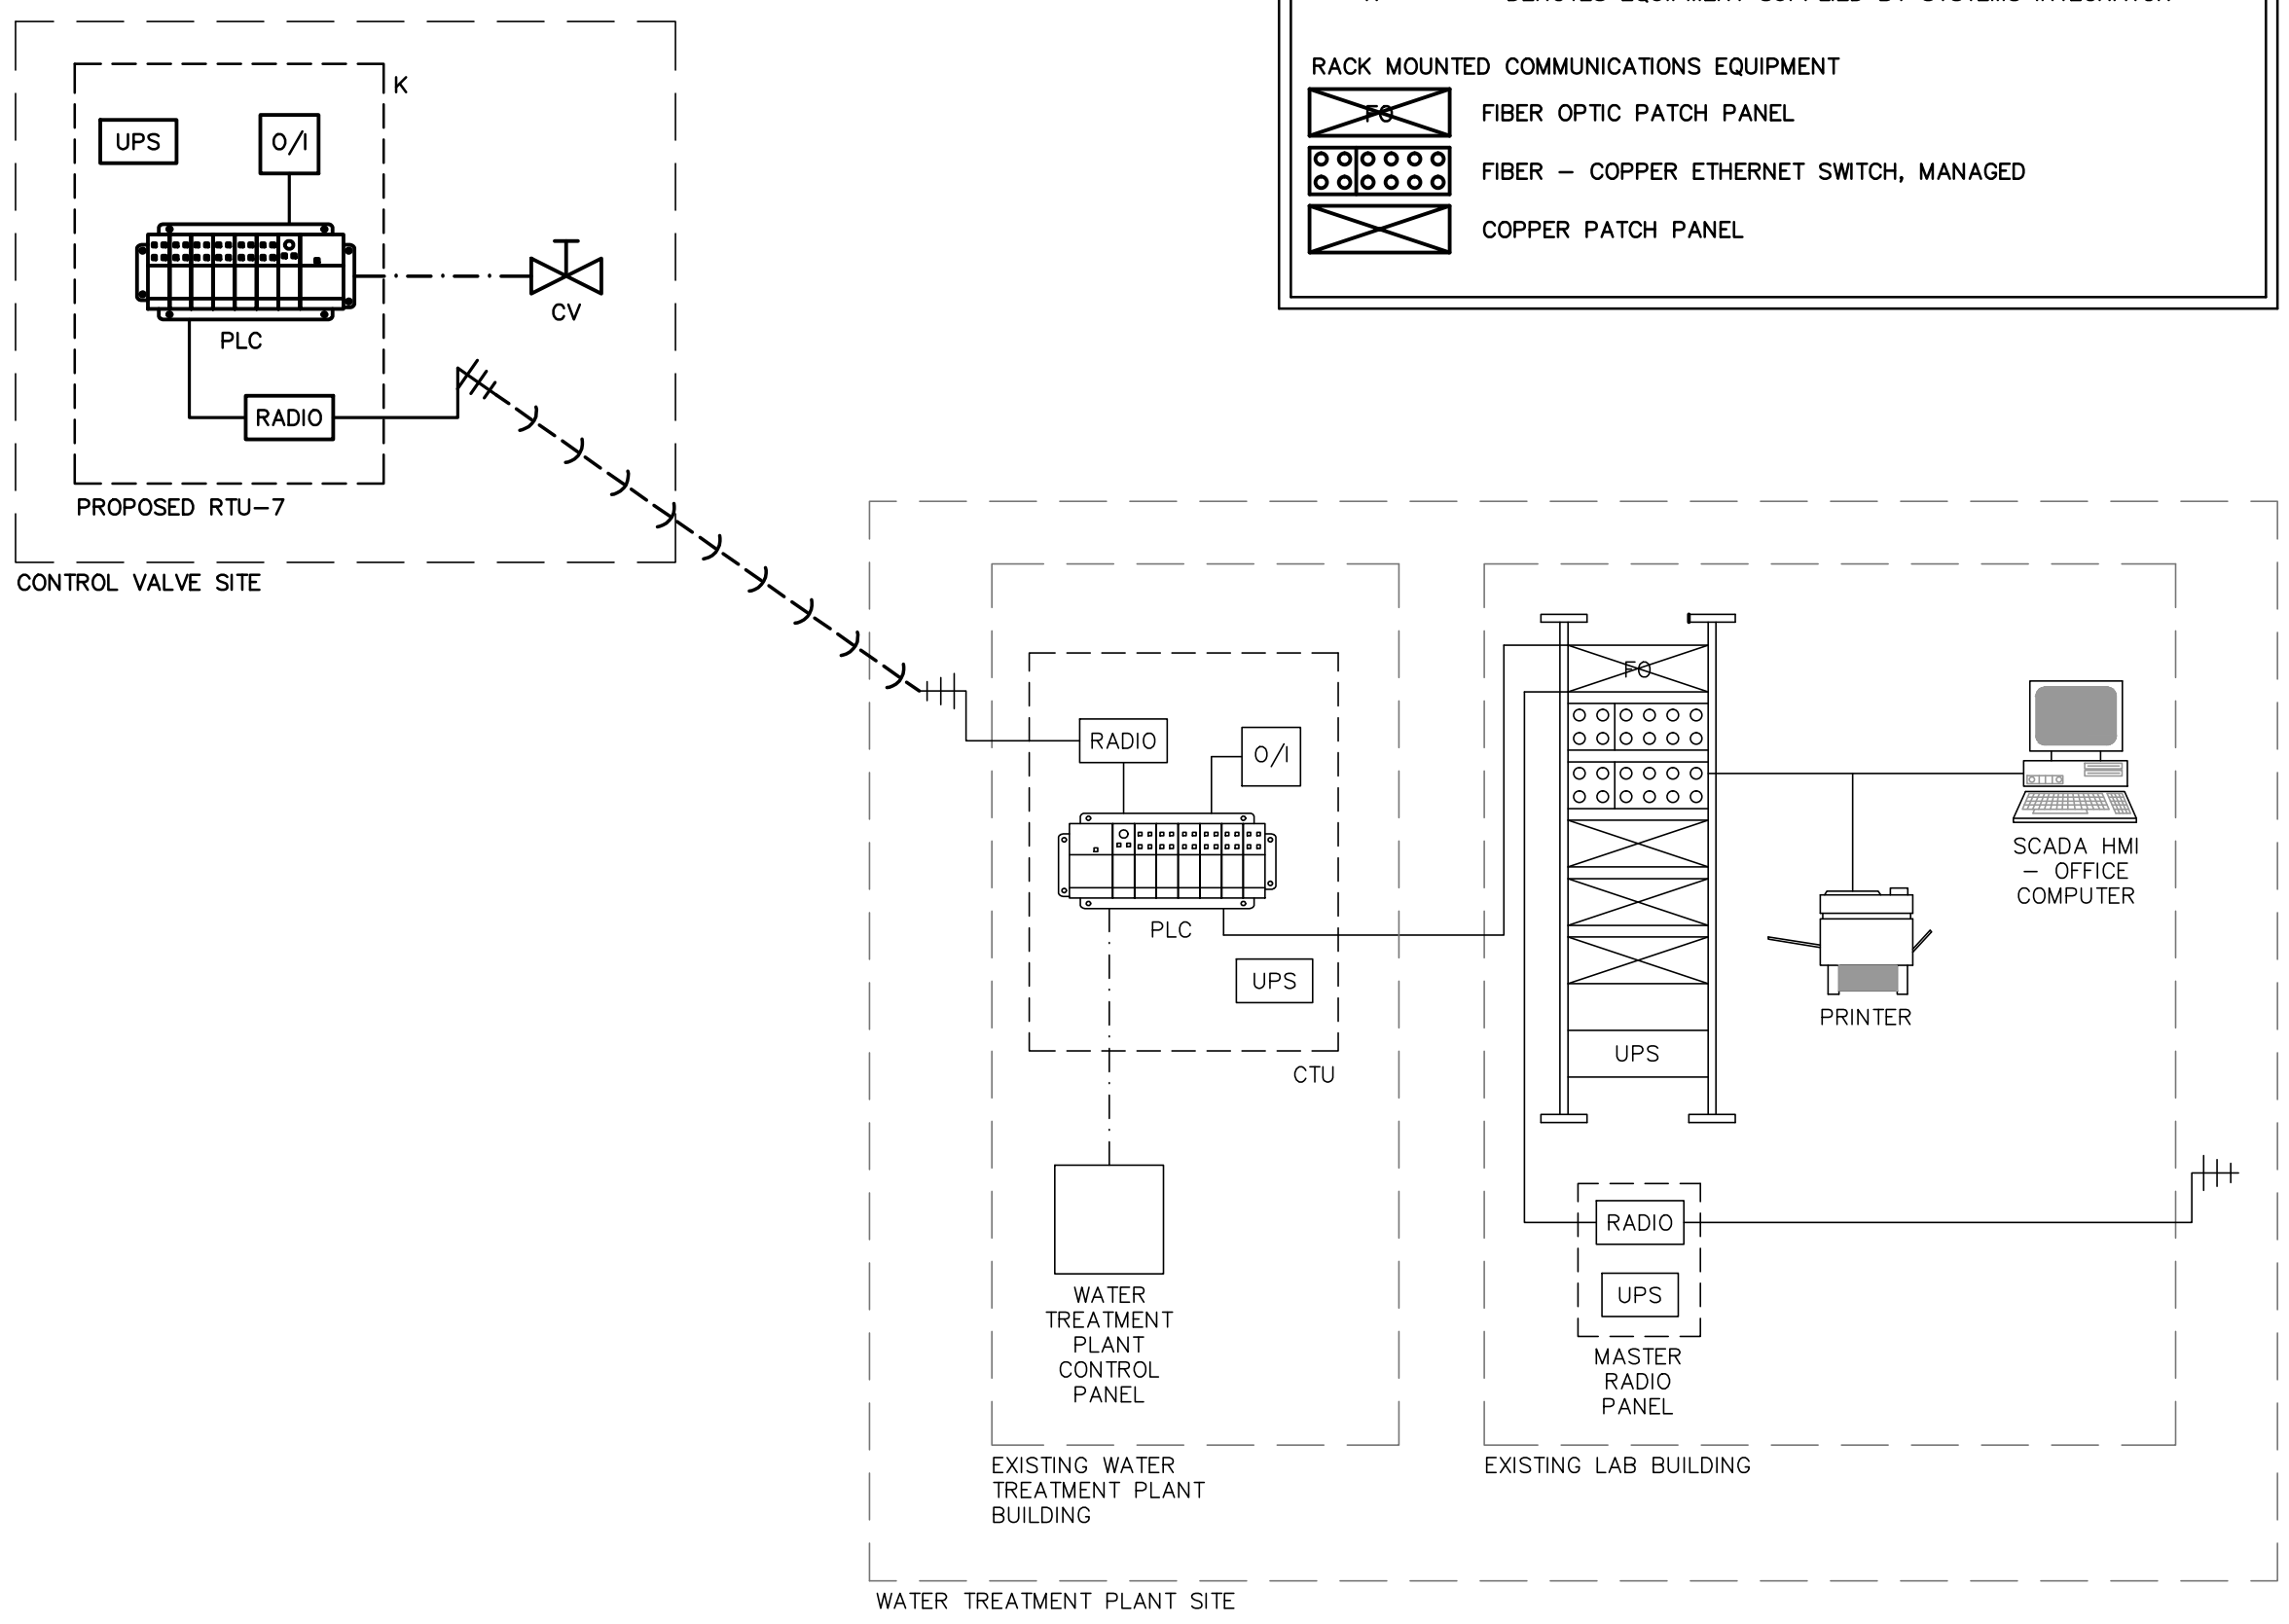 RACK MOUNTED COMMUNICATIONS EQUIPMENT
FO
FIBER OPTIC PATCH PANEL
FIBER - COPPER ETHERNET SWITCH, MANAGED
COPPER PATCH PANEL
K
UPS
O/I
PLC
CV
RADIO
PROPOSED RTU-7
CONTROL VALVE SITE
RADIO
O/I
PLC
UPS
CTU
WATER
TREATMENT
PLANT
CONTROL
PANEL
EXISTING WATER
TREATMENT PLANT
BUILDING
FO
UPS
SCADA HMI
- OFFICE
COMPUTER
PRINTER
RADIO
UPS
MASTER
RADIO
PANEL
EXISTING LAB BUILDING
WATER TREATMENT PLANT SITE